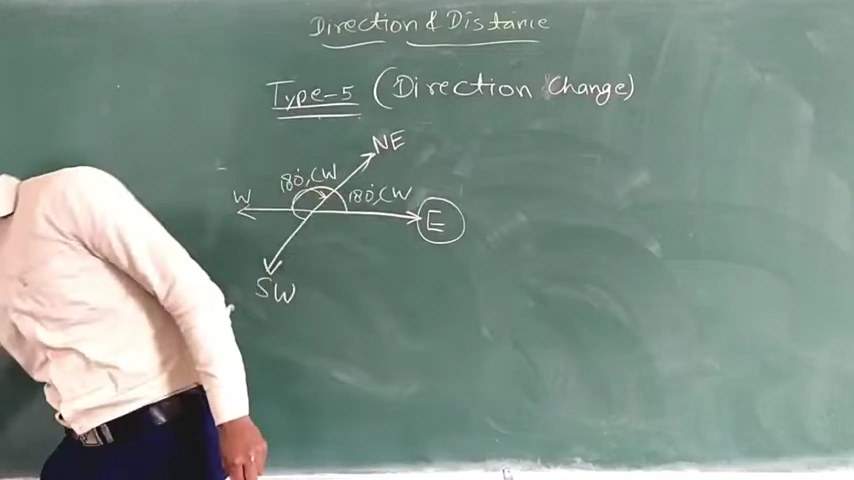 Direction & Distance
Type-5 (Direction Change)
NE
180°, CW
W
180°, CW
E
SW